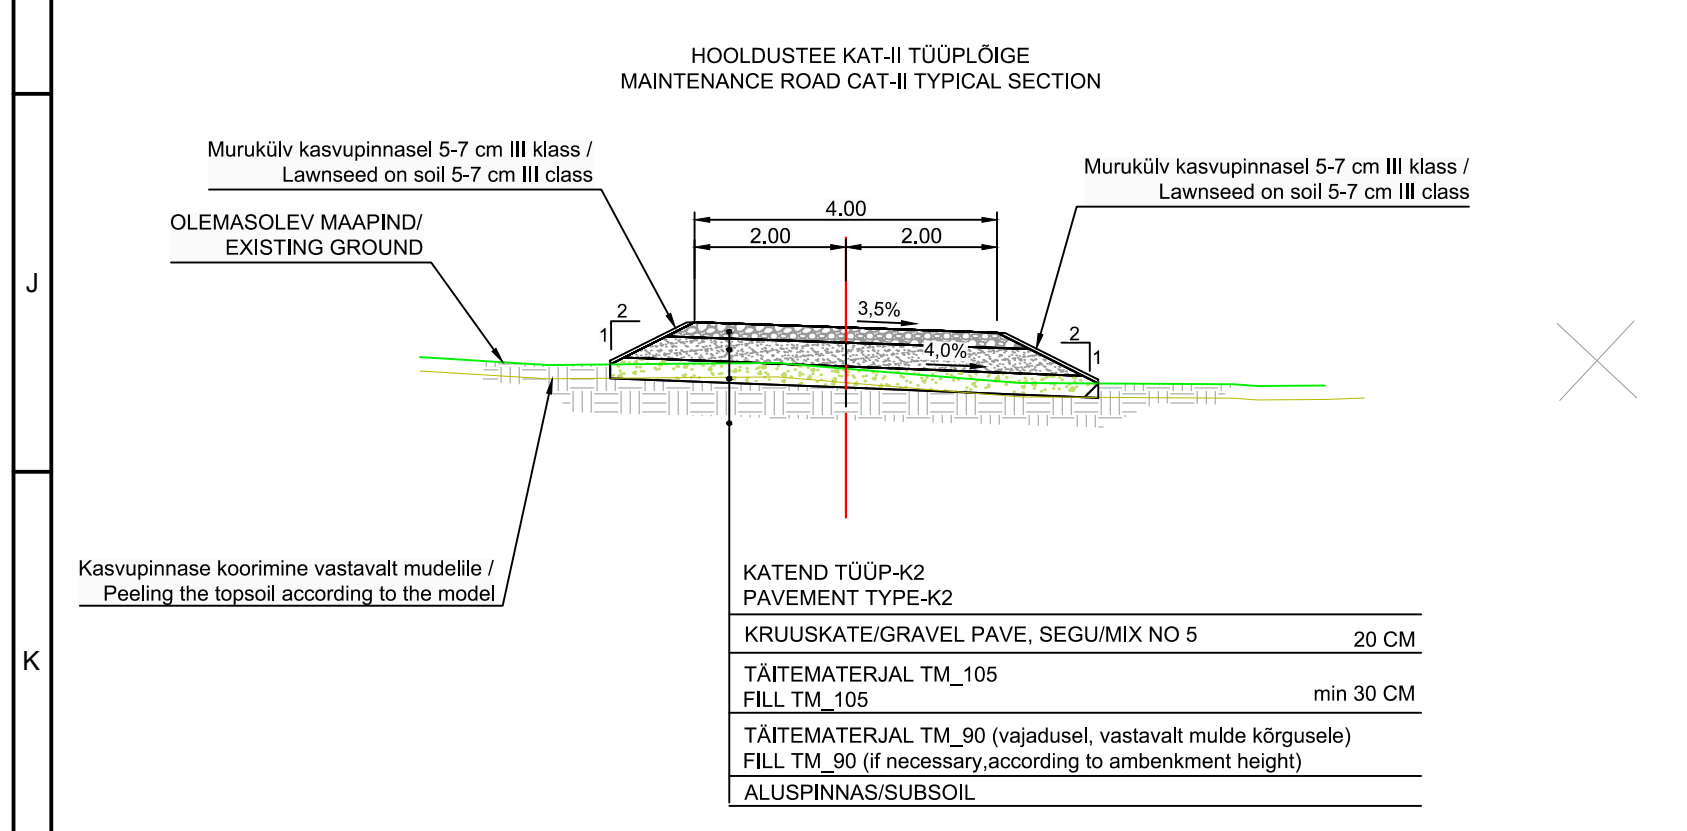 HOOLDUSTEE KAT-II TÜÜPLÕIGE
MAINTENANCE ROAD CAT-II TYPICAL SECTION
Murukülv kasvupinnasel 5-7 cm III klass /
Lawnseed on soil 5-7 cm III class
Murukülv kasvupinnasel 5-7 cm III klass /
Lawnseed on soil 5-7 cm III class
OLEMASOLEV MAAPIND/
EXISTING GROUND
4.00
2.00
2.00
J
3,5%
2
1
2
1
4,0%
Kasvupinnase koorimine vastavalt mudelile /
Peeling the topsoil according to the model
K
KATEND TÜÜP-K2
PAVEMENT TYPE-K2
KRUUSKATE/GRAVEL PAVE, SEGU/MIX NO 5 20 CM
TÄITEMATERJAL TM_105
FILL TM_105 min 30 CM
TÄITEMATERJAL TM_90 (vajadusel, vastavalt mulde kõrgusele)
FILL TM_90 (if necessary,according to ambenkment height)
ALUSPINNAS/SUBSOIL